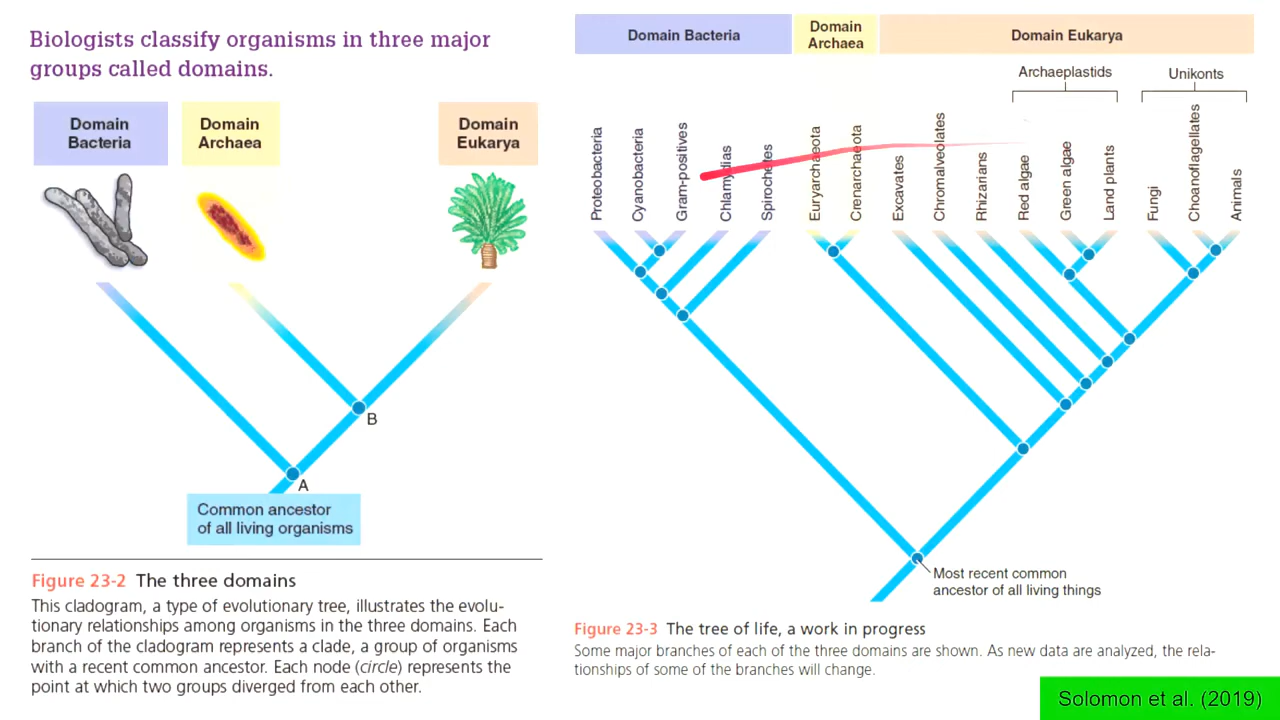 Biologists classify organisms in three major
groups called domains.
Domain
Bacteria
Domain
Archaea
Domain
Eukarya
B
A
Common ancestor
of all living organisms
Figure 23-2 The three domains
This cladogram, a type of evolutionary tree, illustrates the evolu-
tionary relationships among organisms in the three domains. Each
branch of the cladogram represents a clade, a group of organisms
with a recent common ancestor. Each node (circle) represents the
point at which two groups diverged from each other.
Domain Bacteria
Domain
Archaea
Domain Eukarya
Archaeplastids
Unikonts
Proteobacteria
Cyanobacteria
Gram-positives
Chlamydias
Spirochetes
Euryarchaeota
Crenarchaeota
Excavates
Chromalveolates
Rhizarians
Red algae
Green algae
Land plants
Fungi
Choanoflagellates
Animals
Most recent common
ancestor of all living things
Figure 23-3 The tree of life, a work in progress
Some major branches of each of the three domains are shown. As new data are analyzed, the rela-
tionships of some of the branches will change.
Solomon et al. (2019)